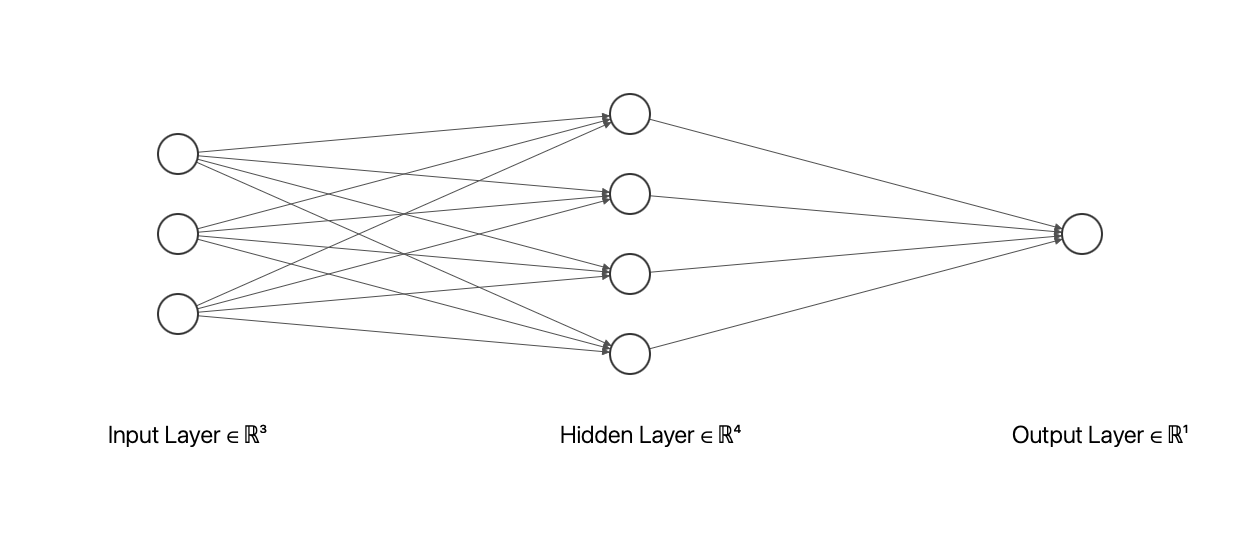 Input Layer ∈ ℝ³
Hidden Layer ∈ ℝ⁴
Output Layer ∈ ℝ¹